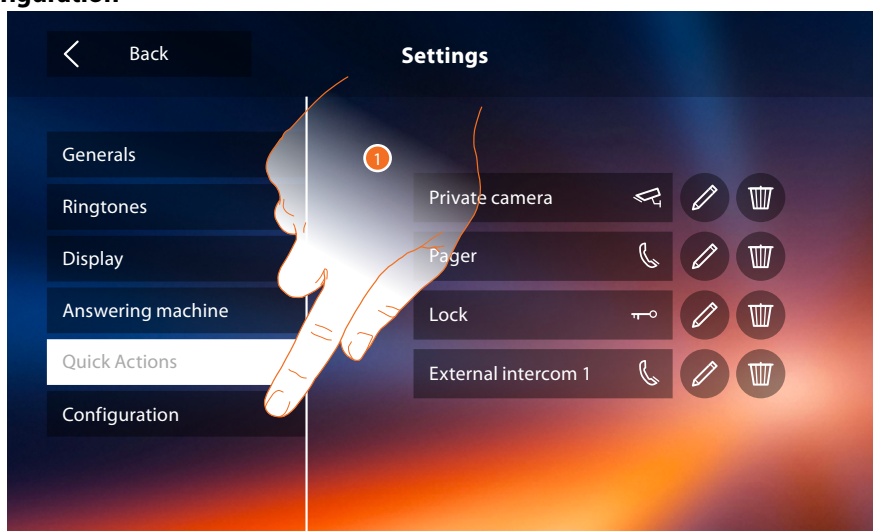 Back
Settings
Generals
Ringtones
Display
Answering machine
Quick Actions
Configuration
1
Private camera
Pager
Lock
External intercom 1